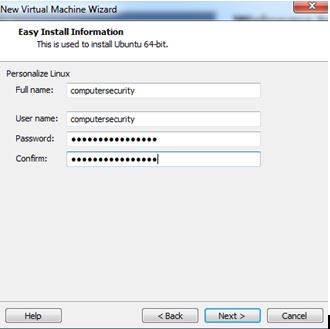 New Virtual Machine Wizard
Easy Install Information
This is used to install Ubuntu 64-bit.
Personalize Linux
Full name: computersecurity
User name: computersecurity
Password: ●●●●●●●●●●●●●●●●
Confirm: ●●●●●●●●●●●●●●●●
Help < Back Next > Cancel